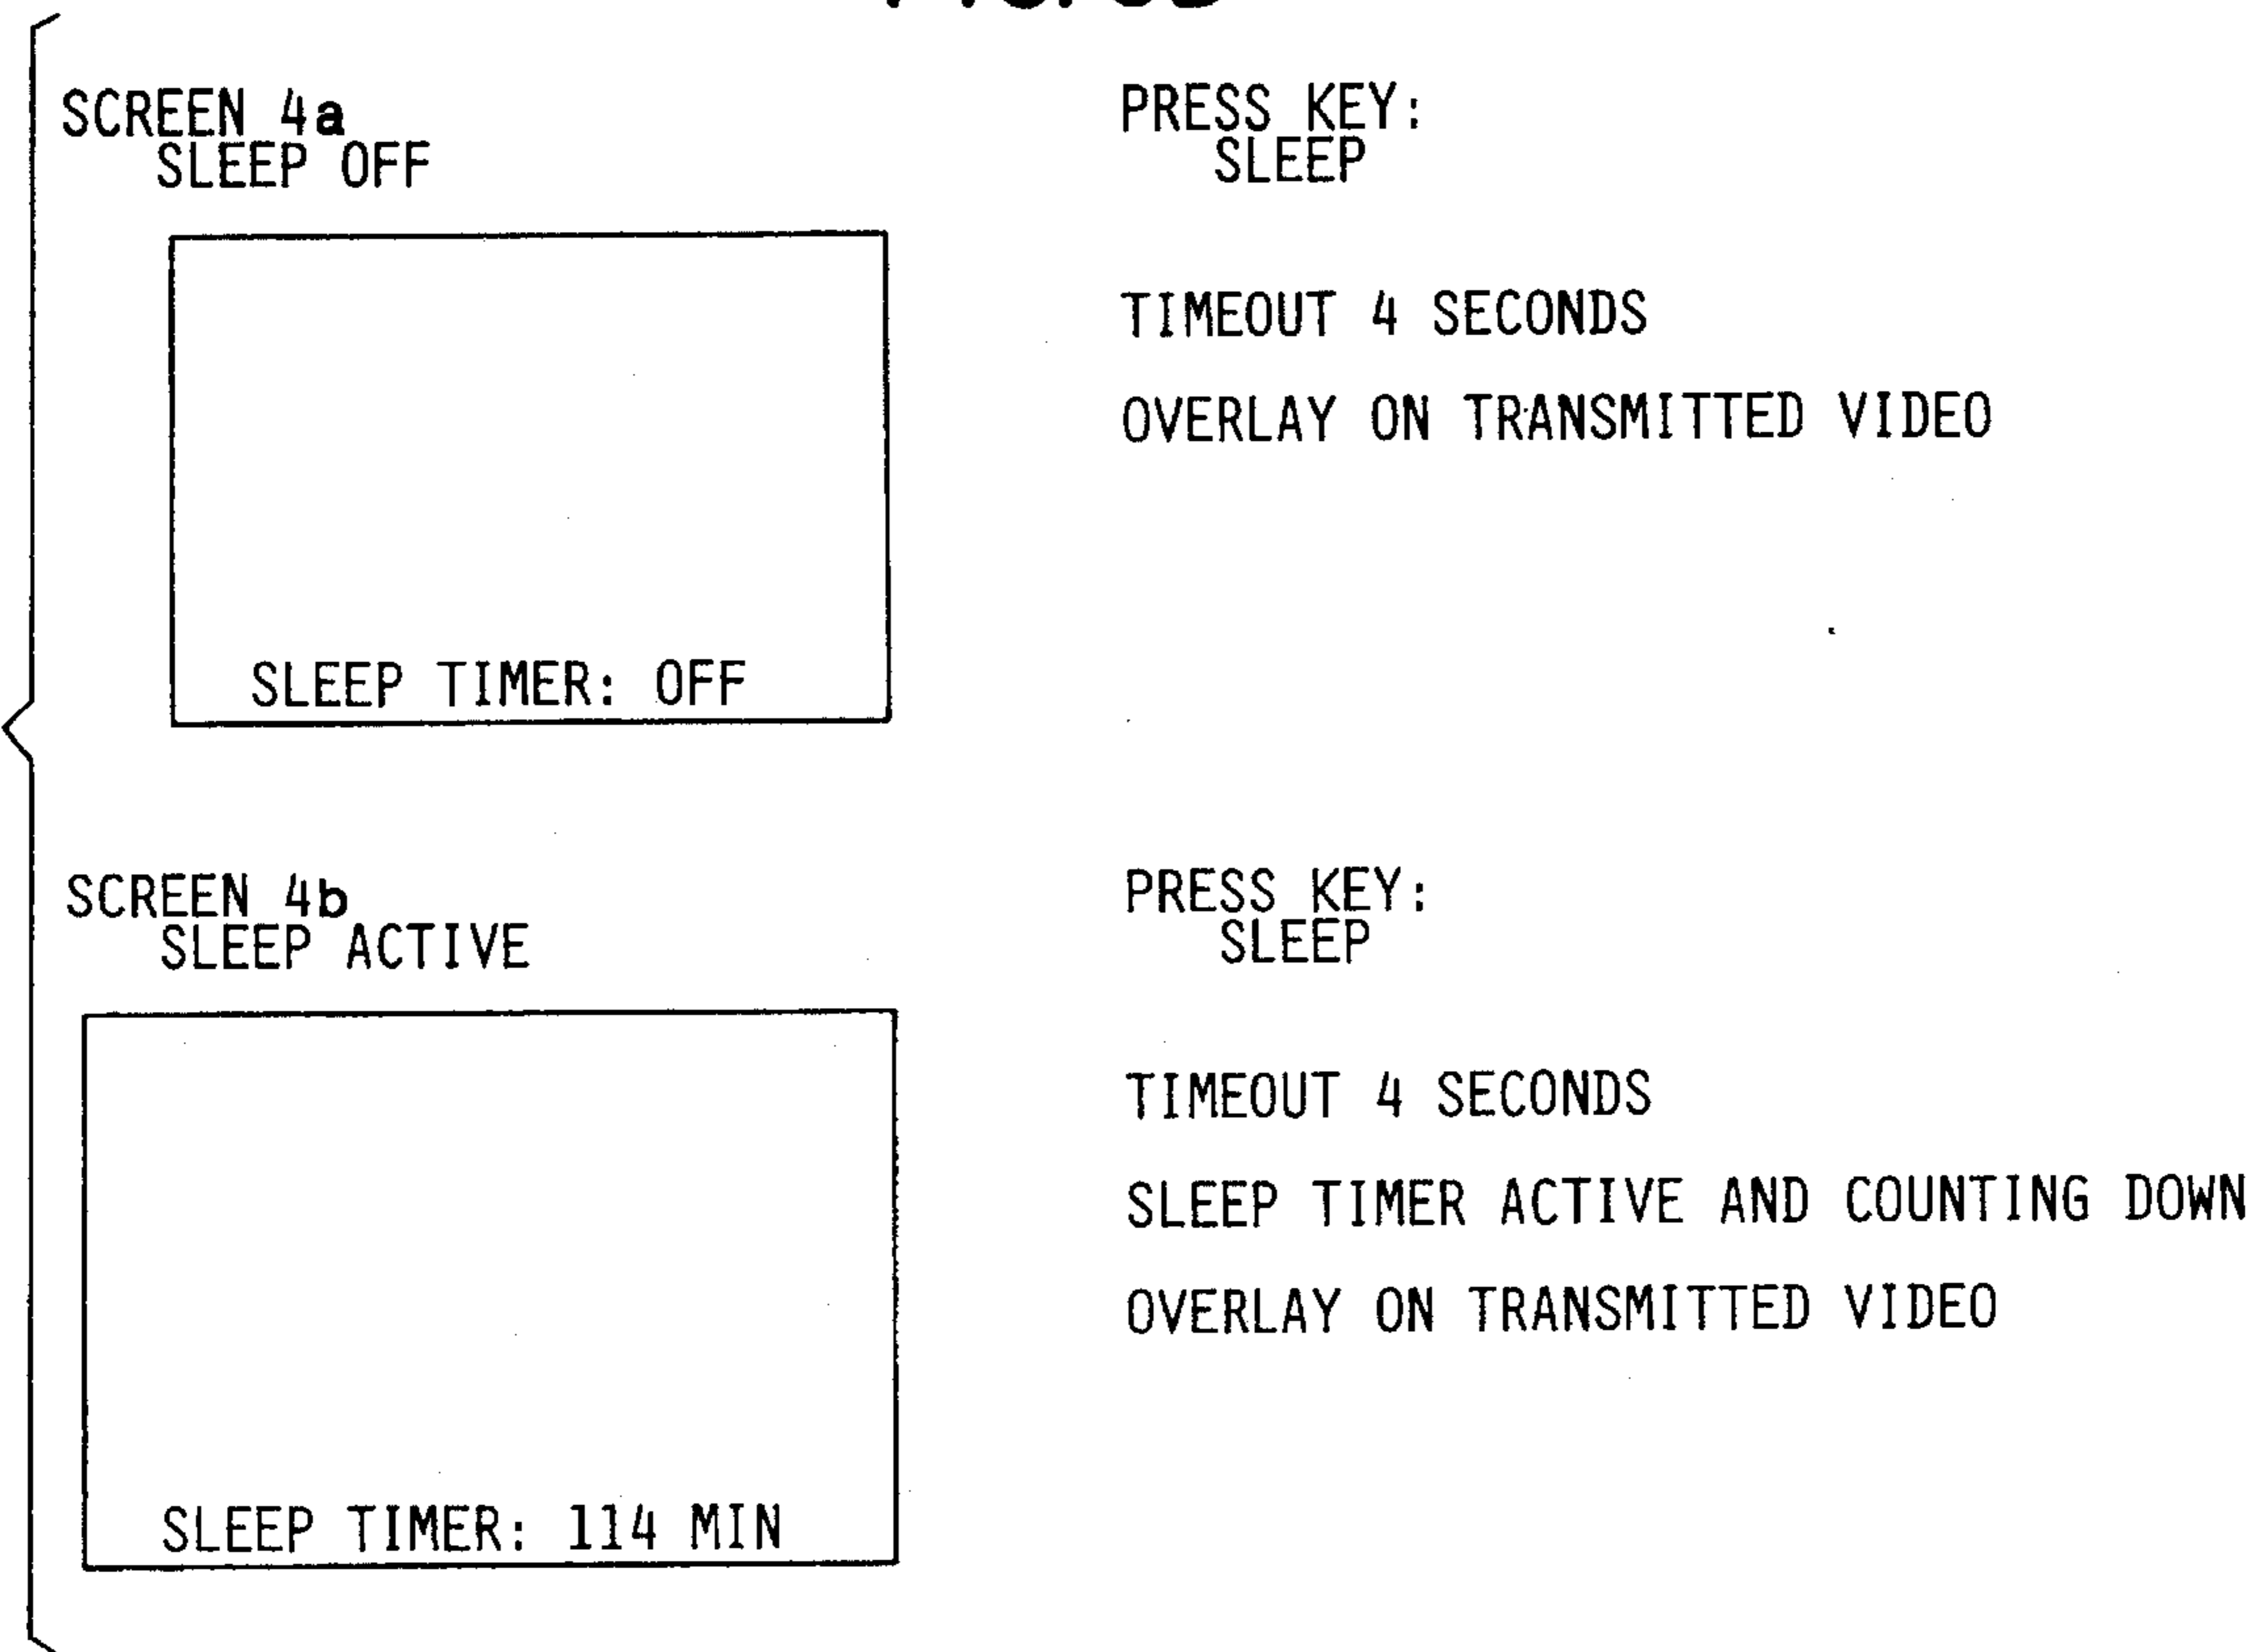 SCREEN 4a
SLEEP OFF
PRESS KEY:
SLEEP
TIMEOUT 4 SECONDS
OVERLAY ON TRANSMITTED VIDEO
SLEEP TIMER: OFF
SCREEN 4b
SLEEP ACTIVE
PRESS KEY:
SLEEP
TIMEOUT 4 SECONDS
SLEEP TIMER ACTIVE AND COUNTING DOWN
OVERLAY ON TRANSMITTED VIDEO
SLEEP TIMER: 114 MIN